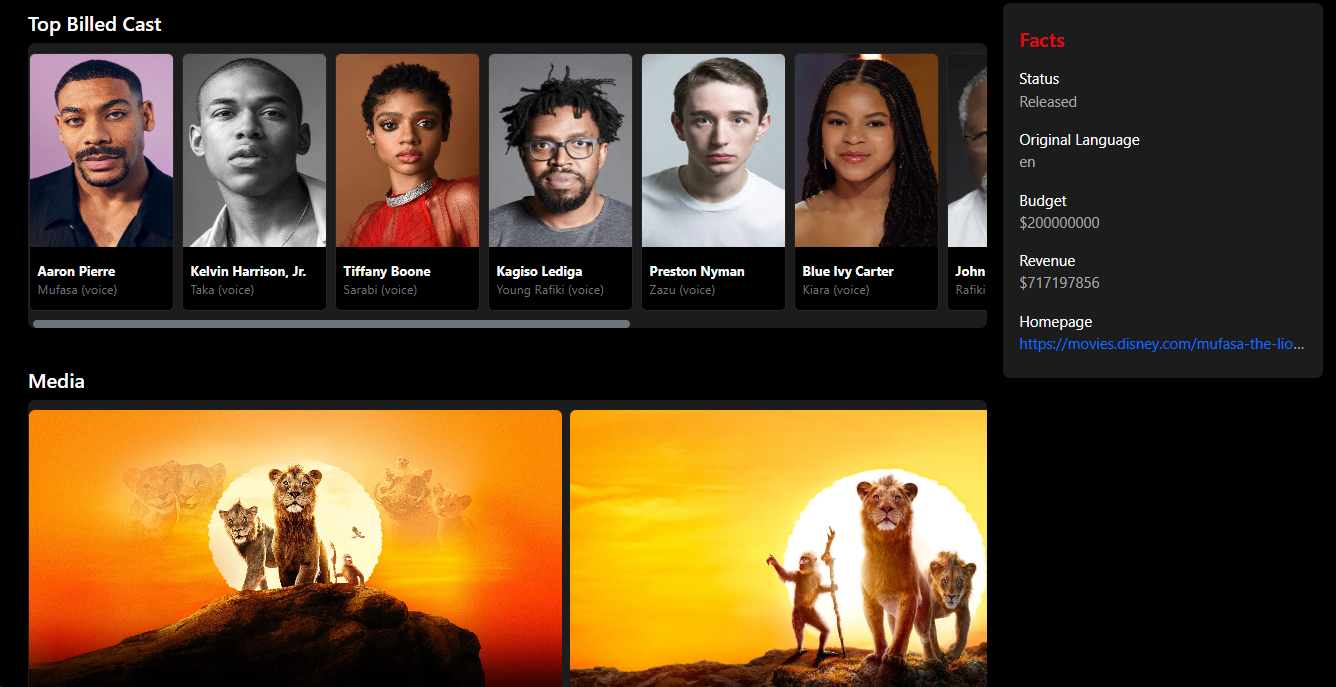 Top Billed Cast
Aaron Pierre
Mufasa (voice)
Kelvin Harrison, Jr.
Taka (voice)
Tiffany Boone
Sarabi (voice)
Kagiso Lediga
Young Rafiki (voice)
Preston Nyman
Zazu (voice)
Blue Ivy Carter
Kiara (voice)
John
Rafiki
Media
Facts
Status
Released
Original Language
en
Budget
$200000000
Revenue
$717197856
Homepage
https://movies.disney.com/mufasa-the-lio...